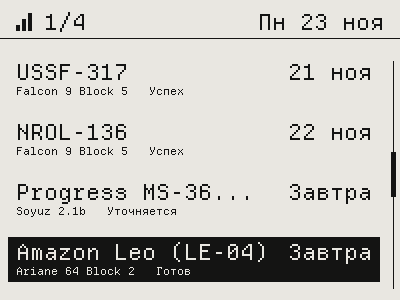 1/4 Пн 23 ноя
USSF-317 21 ноя
Falcon 9 Block 5 Успех
NROL-136 22 ноя
Falcon 9 Block 5 Успех
Progress MS-36... Завтра
Soyuz 2.1b Уточняется
Amazon Leo (LE-04) Завтра
Ariane 64 Block 2 Готов